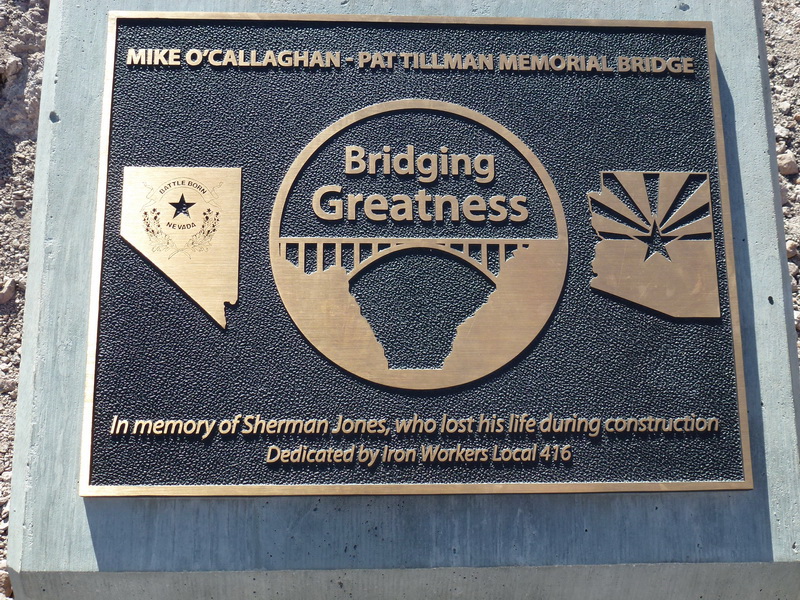 MIKE O'CALLAGHAN - PAT TILLMAN MEMORIAL BRIDGE
Bridging
Greatness
BATTLE BORN
NEVADA
In memory of Sherman Jones, who lost his life during construction
Dedicated by Iron Workers Local 416